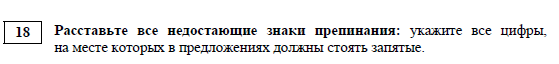 18 Расставьте все недостающие знаки препинания: укажите все цифры,
на месте которых в предложениях должны стоять запятые.